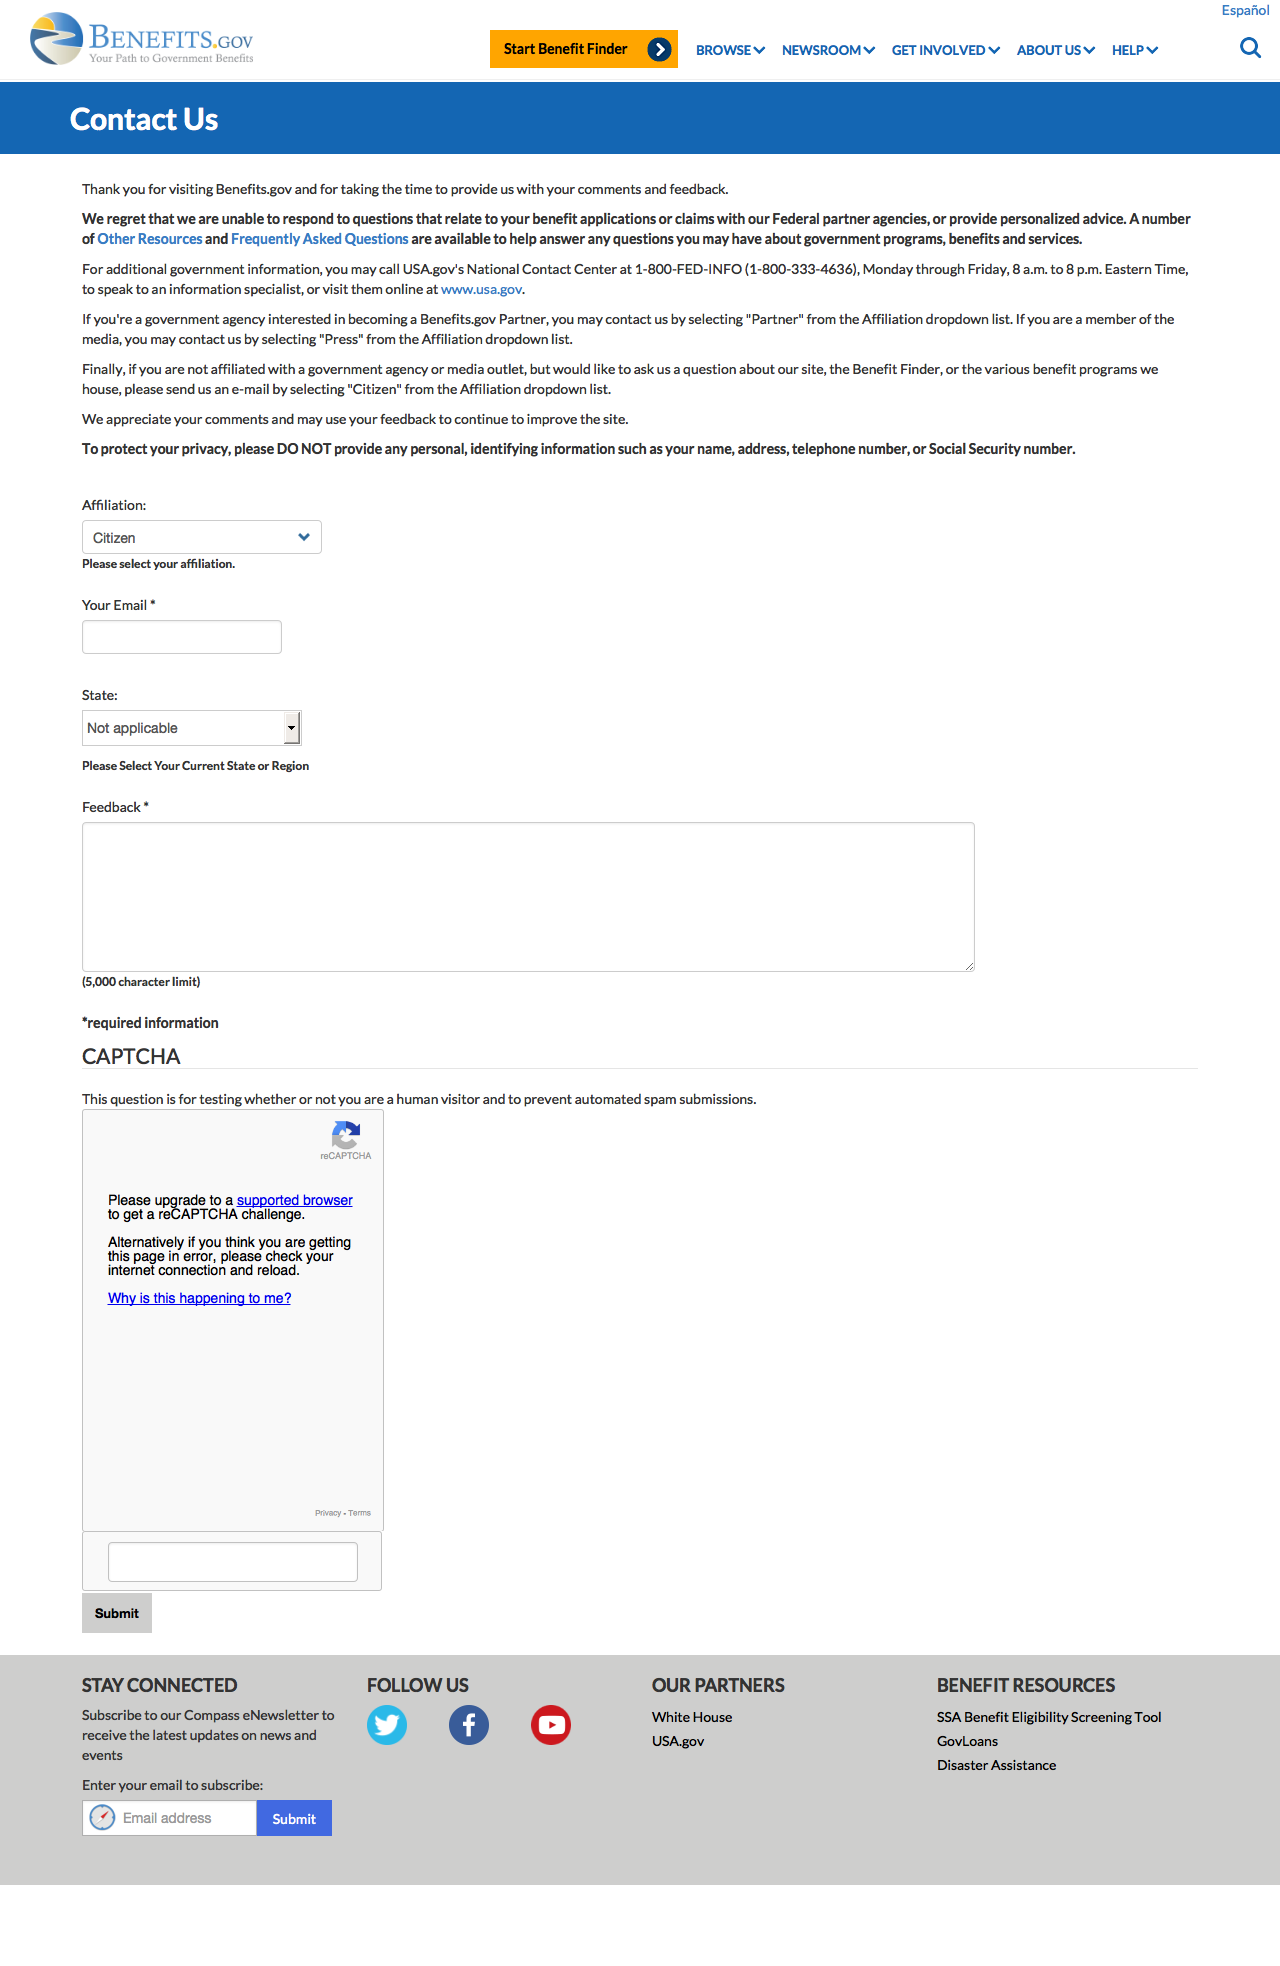 Español
BENEFITS.GOV
Your Path to Government Benefits
Start Benefit Finder
BROWSE
NEWSROOM
GET INVOLVED
ABOUT US
HELP
Contact Us
Thank you for visiting Benefits.gov and for taking the time to provide us with your comments and feedback.
We regret that we are unable to respond to questions that relate to your benefit applications or claims with our Federal partner agencies, or provide personalized advice. A number
of Other Resources and Frequently Asked Questions are available to help answer any questions you may have about government programs, benefits and services.
For additional government information, you may call USA.gov's National Contact Center at 1-800-FED-INFO (1-800-333-4636), Monday through Friday, 8 a.m. to 8 p.m. Eastern Time,
to speak to an information specialist, or visit them online at www.usa.gov.
If you're a government agency interested in becoming a Benefits.gov Partner, you may contact us by selecting "Partner" from the Affiliation dropdown list. If you are a member of the
media, you may contact us by selecting "Press" from the Affiliation dropdown list.
Finally, if you are not affiliated with a government agency or media outlet, but would like to ask us a question about our site, the Benefit Finder, or the various benefit programs we
house, please send us an e-mail by selecting "Citizen" from the Affiliation dropdown list.
We appreciate your comments and may use your feedback to continue to improve the site.
To protect your privacy, please DO NOT provide any personal, identifying information such as your name, address, telephone number, or Social Security number.
Affiliation:
Citizen
Please select your affiliation.
Your Email *
State:
Not applicable
Please Select Your Current State or Region
Feedback *
(5,000 character limit)
*required information
CAPTCHA
This question is for testing whether or not you are a human visitor and to prevent automated spam submissions.
reCAPTCHA
Please upgrade to a supported browser
to get a reCAPTCHA challenge.
Alternatively if you think you are getting
this page in error, please check your
internet connection and reload.
Why is this happening to me?
Privacy - Terms
Submit
STAY CONNECTED
Subscribe to our Compass eNewsletter to
receive the latest updates on news and
events
Enter your email to subscribe:
Email address
Submit
FOLLOW US
OUR PARTNERS
White House
USA.gov
BENEFIT RESOURCES
SSA Benefit Eligibility Screening Tool
GovLoans
Disaster Assistance